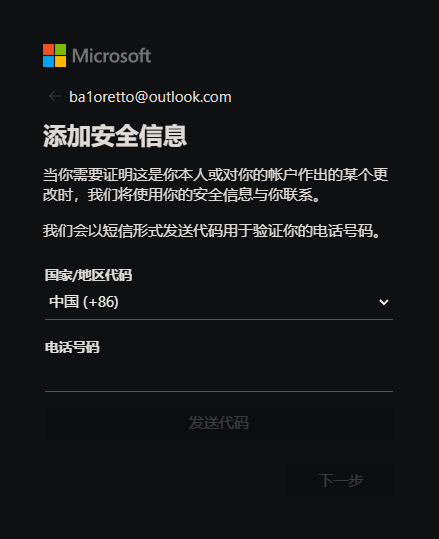 Microsoft
ba1oretto@outlook.com
添加安全信息
当你需要证明这是你本人或对你的帐户作出的某个更
改时，我们将使用你的安全信息与你联系。
我们会以短信形式发送代码用于验证你的电话号码。
国家/地区代码
中国 (+86)
电话号码
发送代码
下一步